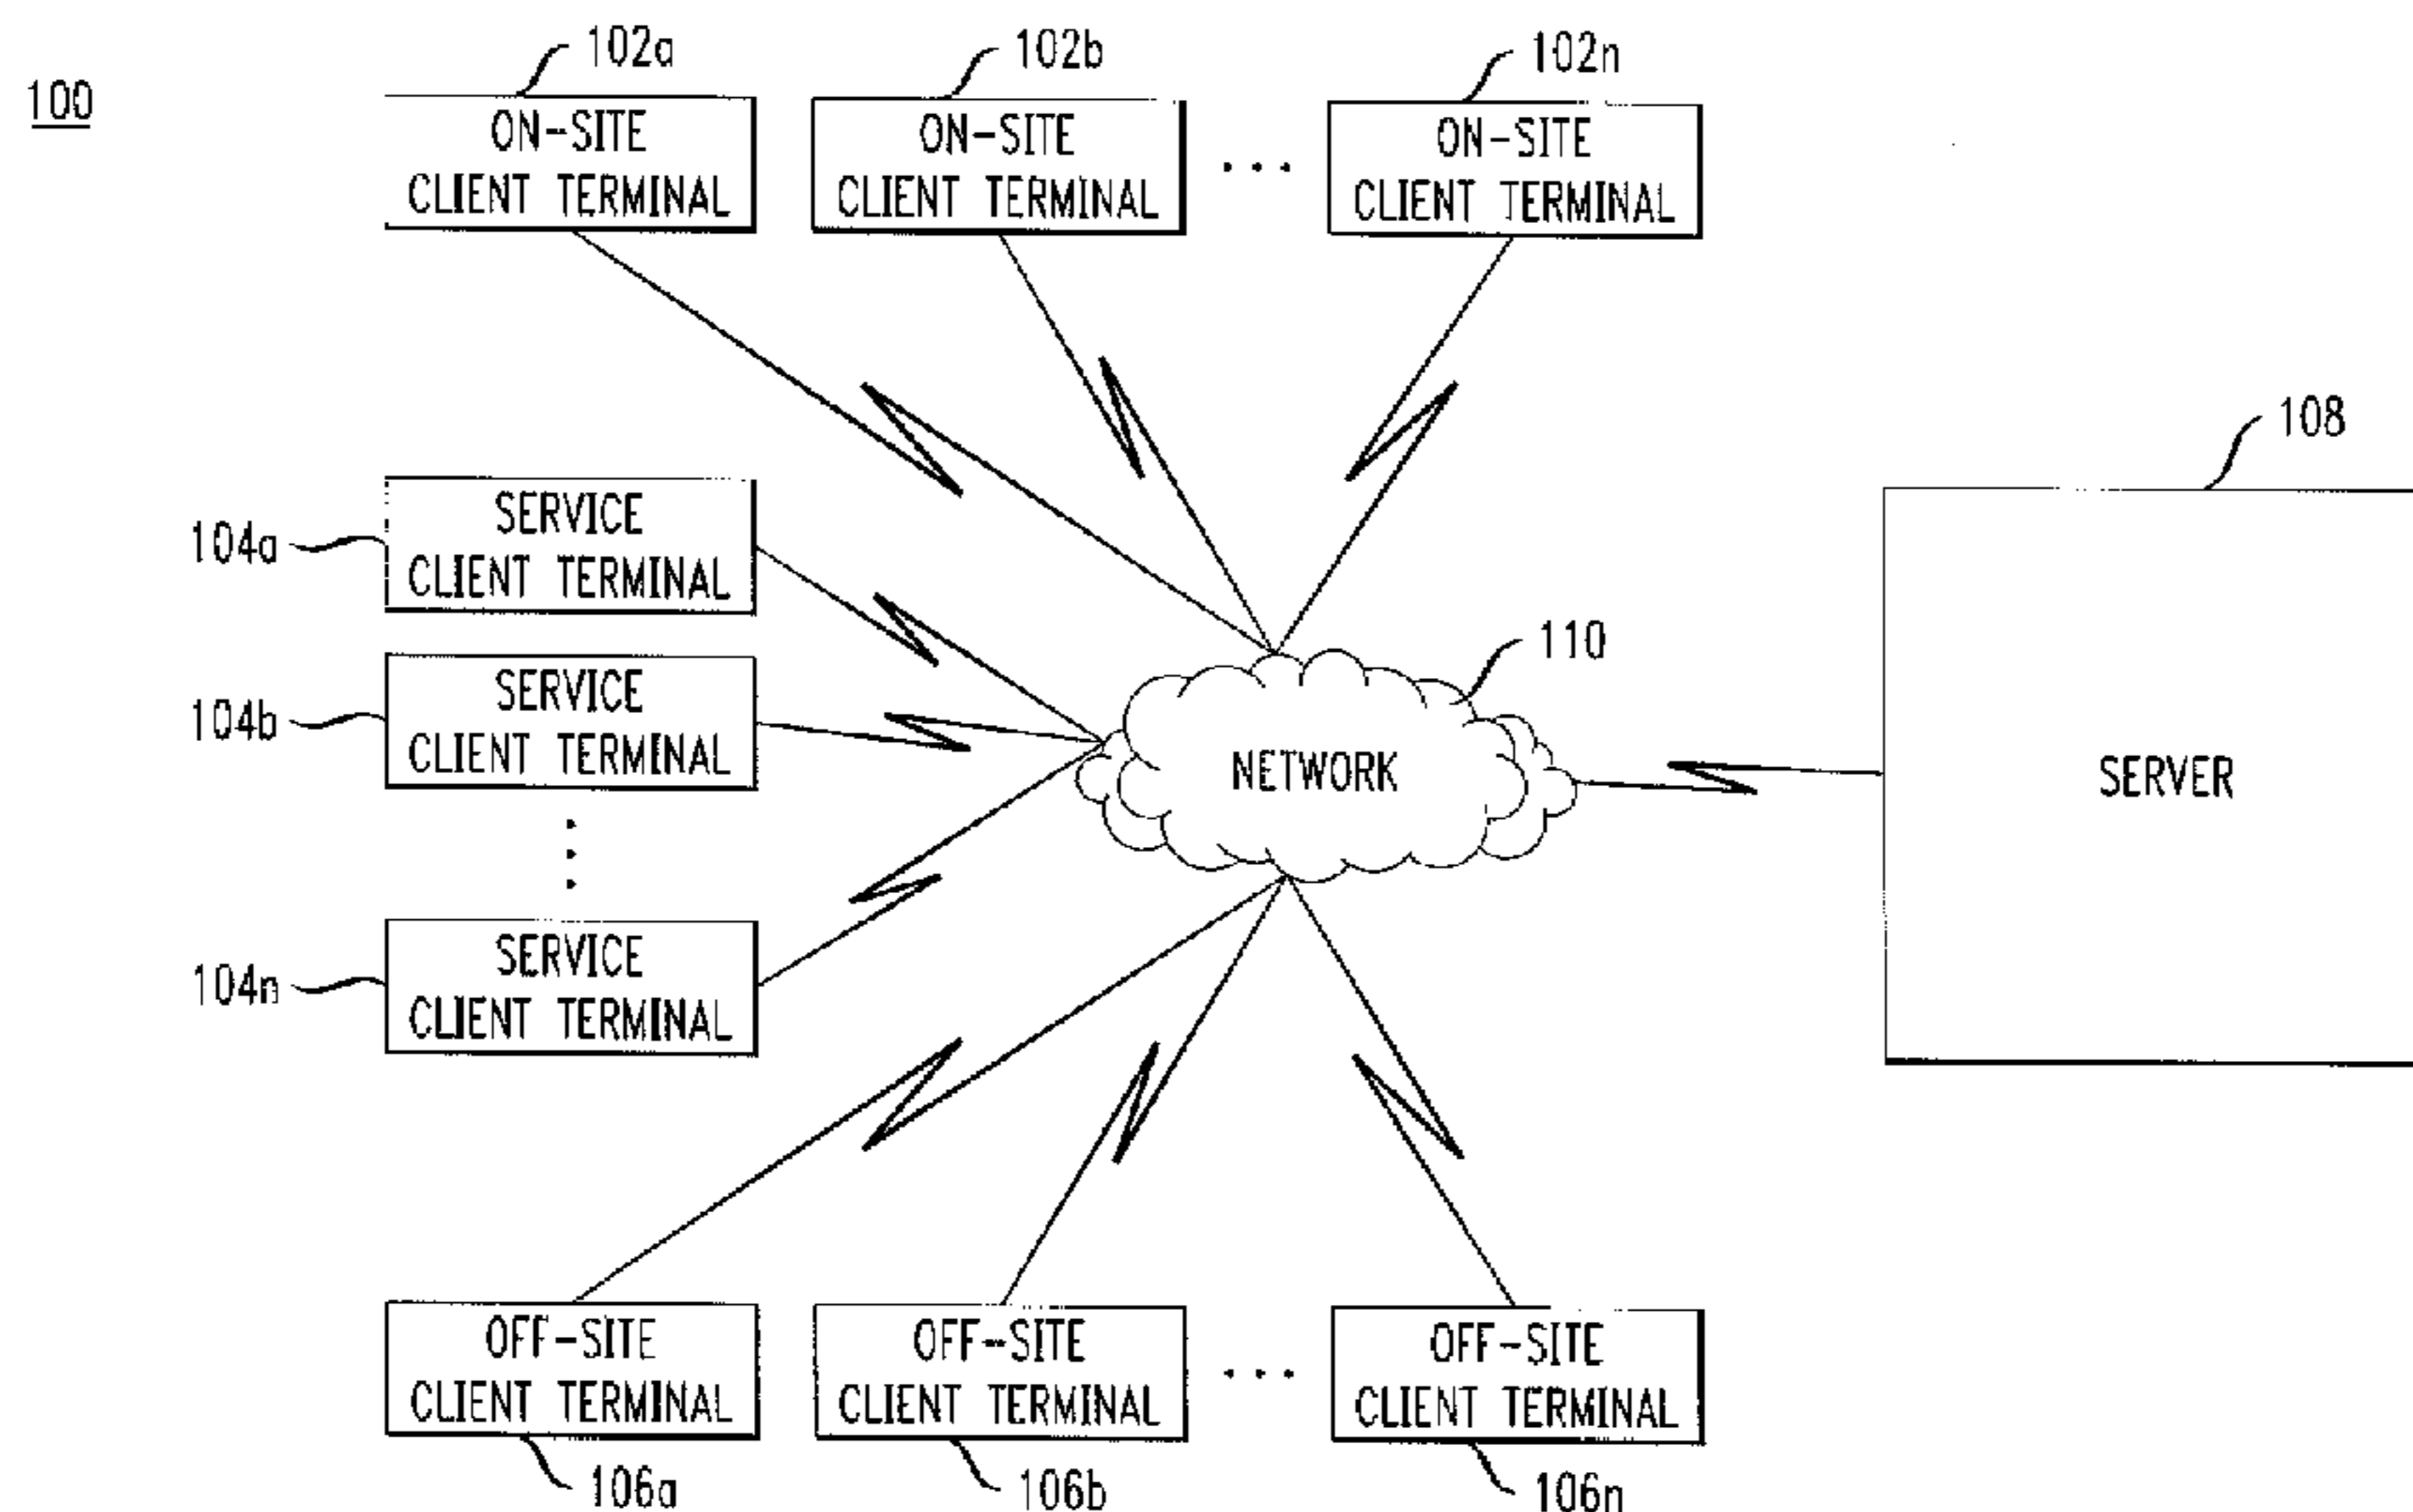 100
102a
102b
102n
ON-SITE
CLIENT TERMINAL
ON-SITE
CLIENT TERMINAL
ON-SITE
CLIENT TERMINAL
108
104a
SERVICE
CLIENT TERMINAL
110
104b
SERVICE
CLIENT TERMINAL
NETWORK
SERVER
104n
SERVICE
CLIENT TERMINAL
OFF-SITE
CLIENT TERMINAL
OFF-SITE
CLIENT TERMINAL
OFF-SITE
CLIENT TERMINAL
106a
106b
106n